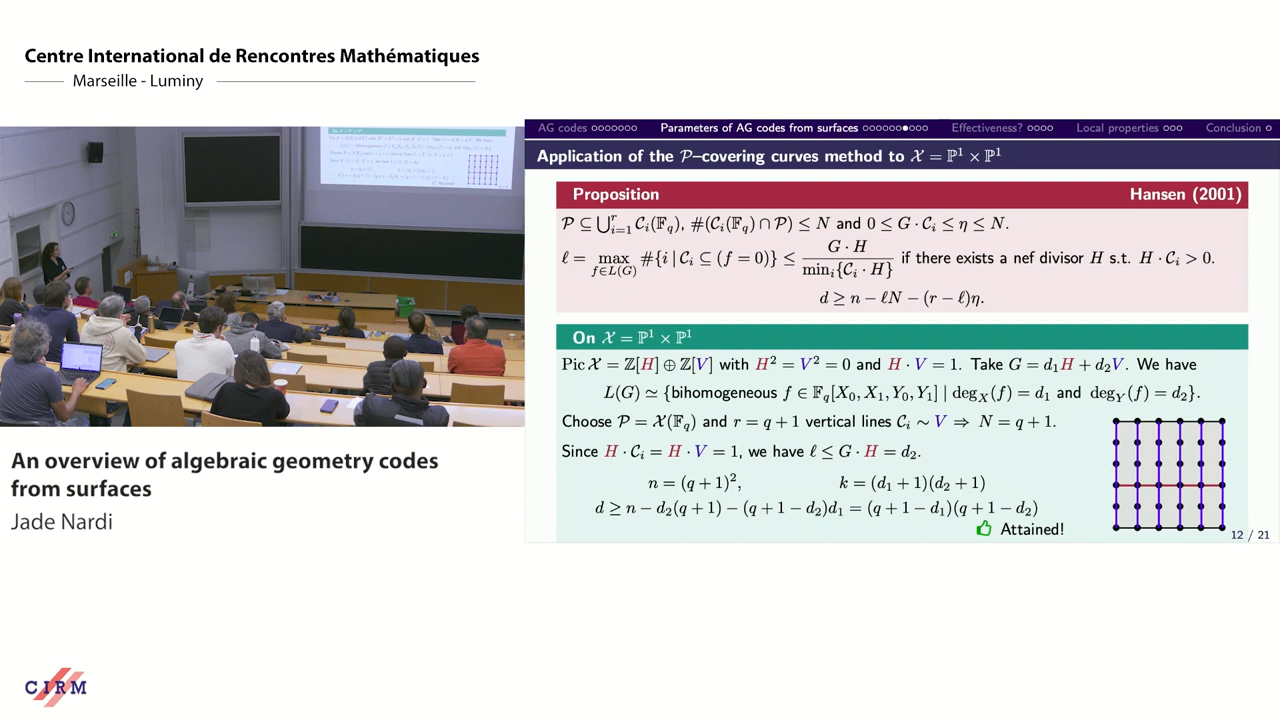 Centre International de Rencontres Mathématiques
Marseille - Luminy
AG codes Parameters of AG codes from surfaces Effectiveness? Local properties Conclusion
Application of the 𝒫–covering curves method to 𝒳 = ℙ¹ × ℙ¹
Proposition Hansen (2001)
𝒫 ⊆ ⋃ᵢ₌₁ʳ 𝒞ᵢ(𝔽_q), #(𝒞ᵢ(𝔽_q) ∩ 𝒫) ≤ N and 0 ≤ G · 𝒞ᵢ ≤ η ≤ N.
ℓ = max_{f∈L(G)} #{i | 𝒞ᵢ ⊆ (f = 0)} ≤ G · H / minᵢ{𝒞ᵢ · H} if there exists a nef divisor H s.t. H · 𝒞ᵢ > 0.
d ≥ n − ℓN − (r − ℓ)η.
On 𝒳 = ℙ¹ × ℙ¹
Pic 𝒳 = ℤ[H] ⊕ ℤ[V] with H² = V² = 0 and H · V = 1. Take G = d₁H + d₂V. We have
L(G) ≃ {bihomogeneous f ∈ 𝔽_q[X₀, X₁, Y₀, Y₁] | deg_X(f) = d₁ and deg_Y(f) = d₂}.
Choose 𝒫 = 𝒳(𝔽_q) and r = q + 1 vertical lines 𝒞ᵢ ∼ V ⇒ N = q + 1.
Since H · 𝒞ᵢ = H · V = 1, we have ℓ ≤ G · H = d₂.
n = (q + 1)², k = (d₁ + 1)(d₂ + 1)
d ≥ n − d₂(q + 1) − (q + 1 − d₂)d₁ = (q + 1 − d₁)(q + 1 − d₂)
Attained!
12 / 21
An overview of algebraic geometry codes
from surfaces
Jade Nardi
CIRM